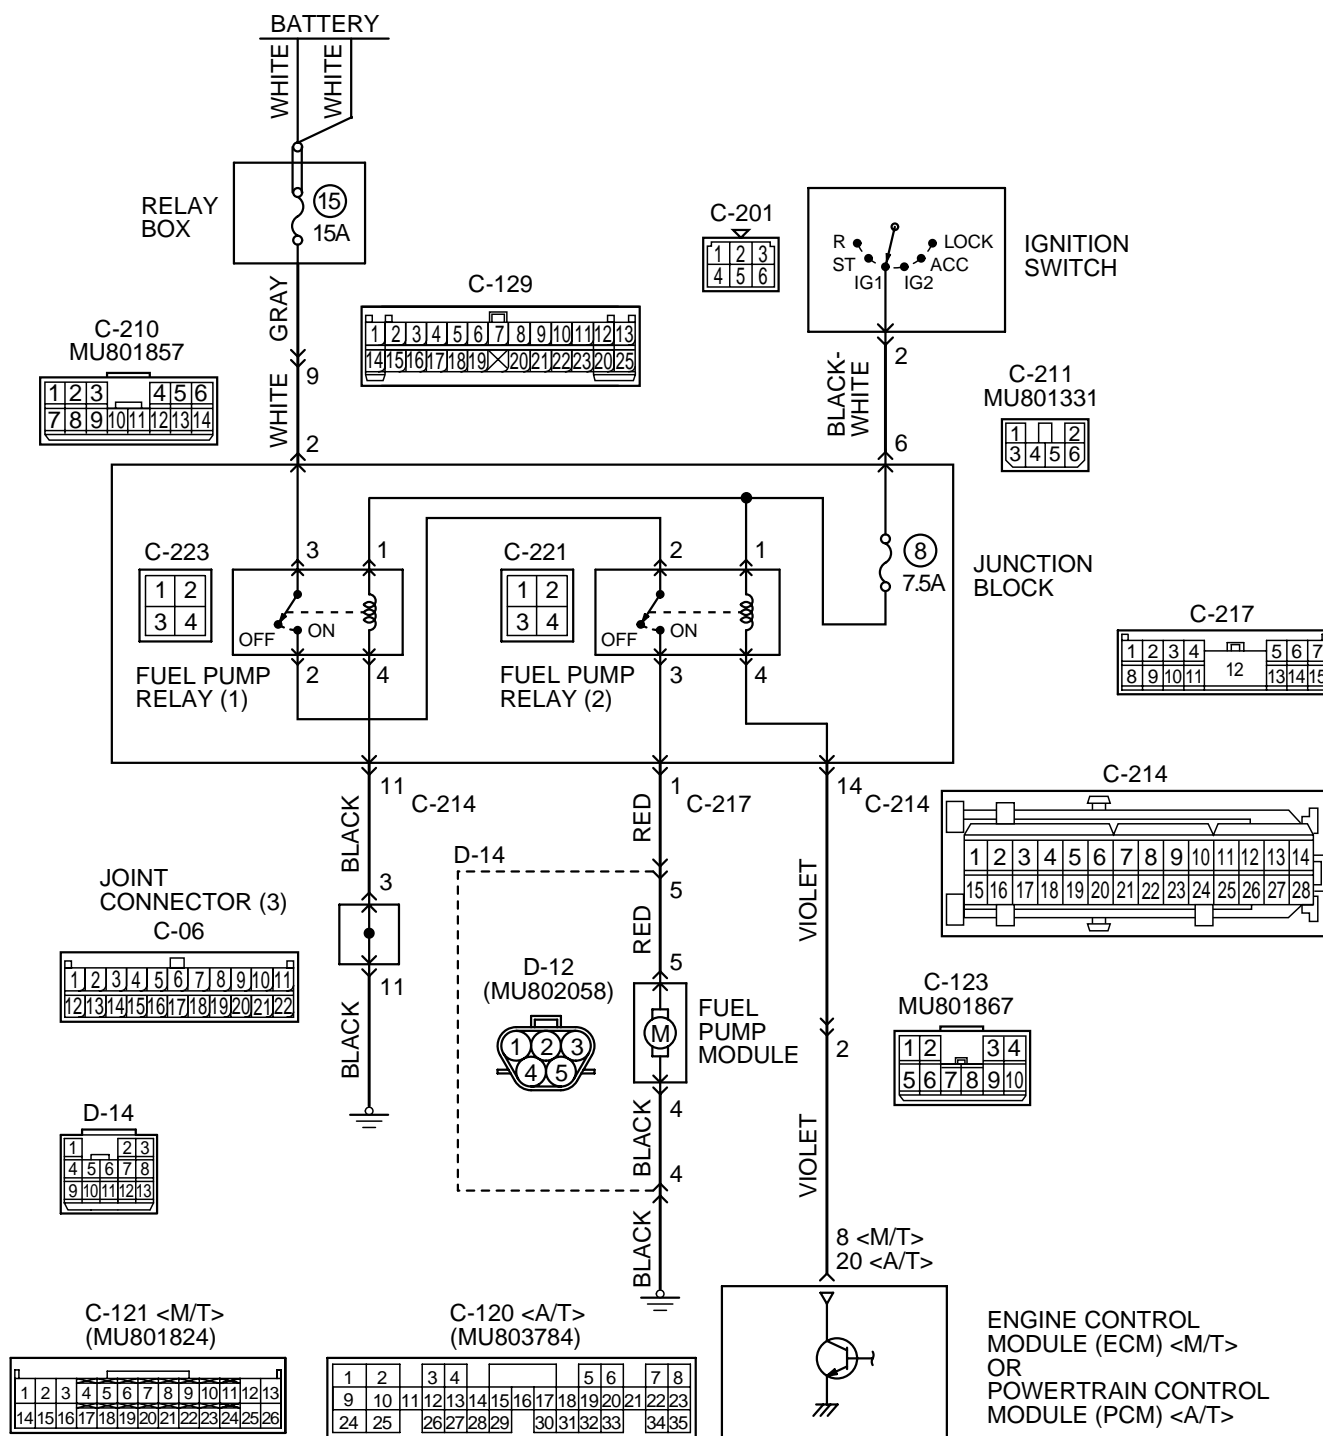 BATTERY
WHITE
WHITE
RELAY
BOX
15
15A
C-201
1 2 3
4 5 6
R
ST
IG1
IG2
ACC
LOCK
IGNITION
SWITCH
GRAY
9
WHITE
2
C-129
1 2 3 4 5 6 7 8 9 10 11 12 13
14 15 16 17 18 19 20 21 22 23 20 25
C-210
MU801857
1 2 3 4 5 6
7 8 9 10 11 12 13 14
2
BLACK-
WHITE
6
C-211
MU801331
1 2
3 4 5 6
C-223
1 2
3 4
3
1
OFF
ON
2
4
FUEL PUMP
RELAY (1)
C-221
1 2
3 4
2
1
OFF
ON
3
4
FUEL PUMP
RELAY (2)
8
7.5A
JUNCTION
BLOCK
C-217
1 2 3 4 5 6 7
8 9 10 11 12 13 14 15
11
C-214
1
C-217
14
C-214
C-214
1 2 3 4 5 6 7 8 9 10 11 12 13 14
15 16 17 18 19 20 21 22 23 24 25 26 27 28
BLACK
RED
VIOLET
JOINT
CONNECTOR (3)
C-06
1 2 3 4 5 6 7 8 9 10 11
12 13 14 15 16 17 18 19 20 21 22
3
11
BLACK
D-14
5
RED
5
D-12
(MU802058)
1 2 3
4 5
M
FUEL
PUMP
MODULE
4
BLACK
4
BLACK
2
VIOLET
C-123
MU801867
1 2 3 4
5 6 7 8 9 10
D-14
1 2 3
4 5 6 7 8
9 10 11 12 13
8 <M/T>
20 <A/T>
C-121 <M/T>
(MU801824)
1 2 3 4 5 6 7 8 9 10 11 12 13
14 15 16 17 18 19 20 21 22 23 24 25 26
C-120 <A/T>
(MU803784)
1 2 3 4 5 6 7 8
9 10 11 12 13 14 15 16 17 18 19 20 21 22 23
24 25 26 27 28 29 30 31 32 33 34 35
ENGINE CONTROL
MODULE (ECM) <M/T>
OR
POWERTRAIN CONTROL
MODULE (PCM) <A/T>